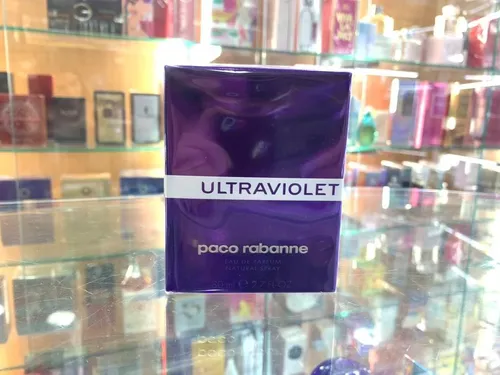 ULTRAVIOLET
paco rabanne
EAU DE PARFUM
NATURAL SPRAY